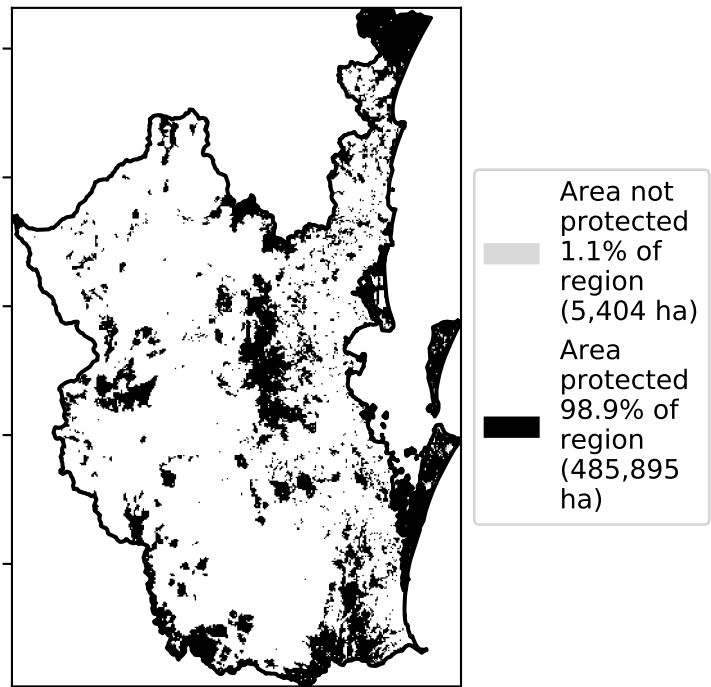 Area not
protected
1.1% of
region
(5,404 ha)
Area
protected
98.9% of
region
(485,895
ha)